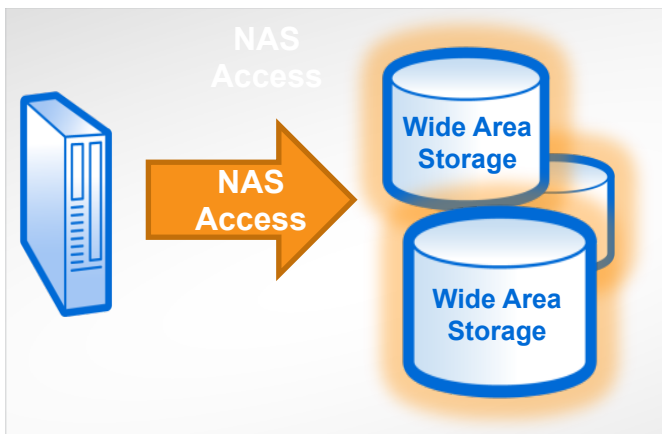 NAS
Access
NAS
Access
Wide Area
Storage
Wide Area
Storage